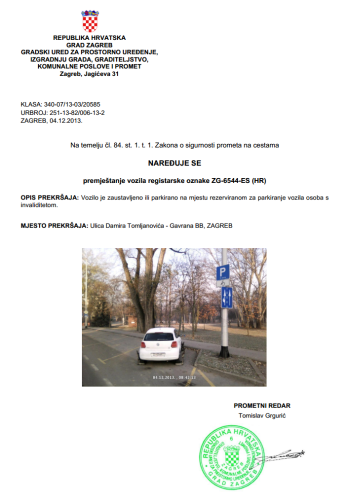 REPUBLIKA HRVATSKA
GRAD ZAGREB
GRADSKI URED ZA PROSTORNO UREĐENJE,
IZGRADNJU GRADA, GRADITELJSTVO,
KOMUNALNE POSLOVE I PROMET
Zagreb, Jagićeva 31
KLASA: 340-07/13-03/20585
URBROJ: 251-13-82/006-13-2
ZAGREB, 04.12.2013.
Na temelju čl. 84. st. 1. t. 1. Zakona o sigurnosti prometa na cestama
NAREĐUJE SE
premještanje vozila registarske oznake ZG-6544-ES (HR)
OPIS PREKRŠAJA: Vozilo je zaustavljeno ili parkirano na mjestu rezerviranom za parkiranje vozila osoba s
invaliditetom.
MJESTO PREKRŠAJA: Ulica Damira Tomljanovića - Gavrana BB, ZAGREB
P
04.12.2013.
PROMETNI REDAR
Tomislav Grgurić
REPUBLIKA HRVATSKA
6
GRAD ZAGREB